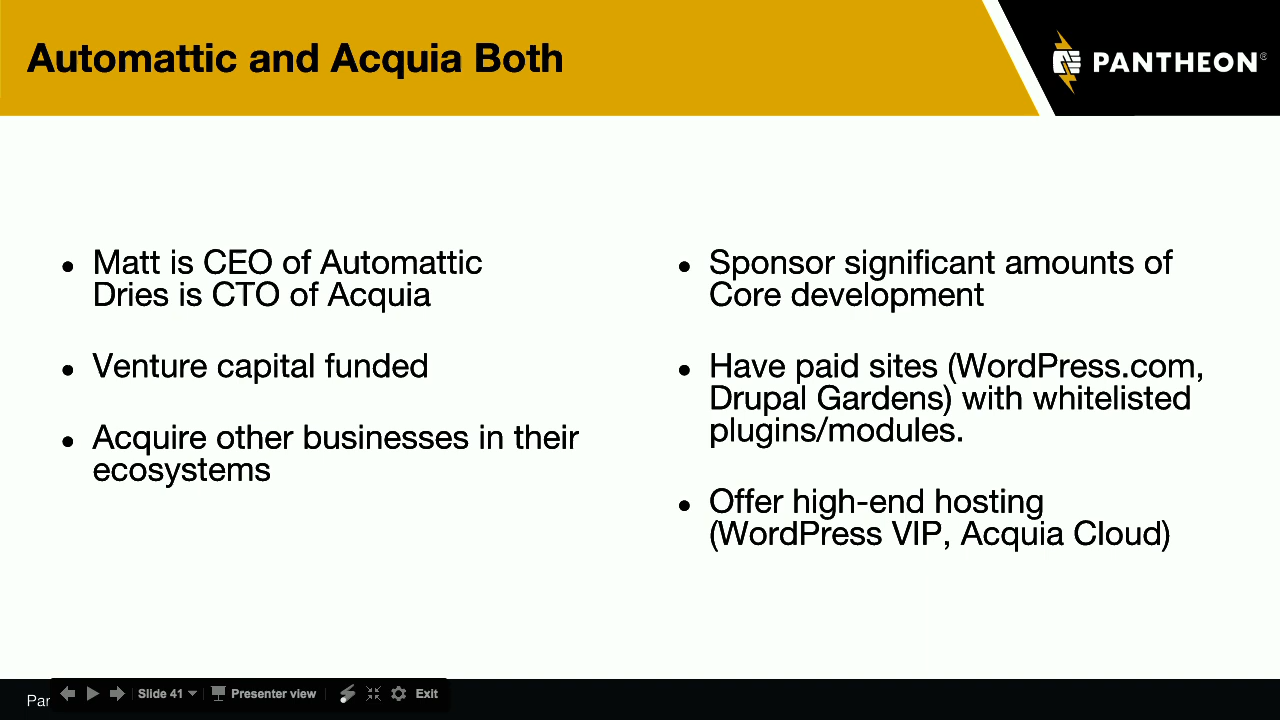 Automattic and Acquia Both
PANTHEON®
• Matt is CEO of Automattic
Dries is CTO of Acquia
• Venture capital funded
• Acquire other businesses in their
ecosystems
• Sponsor significant amounts of
Core development
• Have paid sites (WordPress.com,
Drupal Gardens) with whitelisted
plugins/modules.
• Offer high-end hosting
(WordPress VIP, Acquia Cloud)
Slide 41 Presenter view Exit